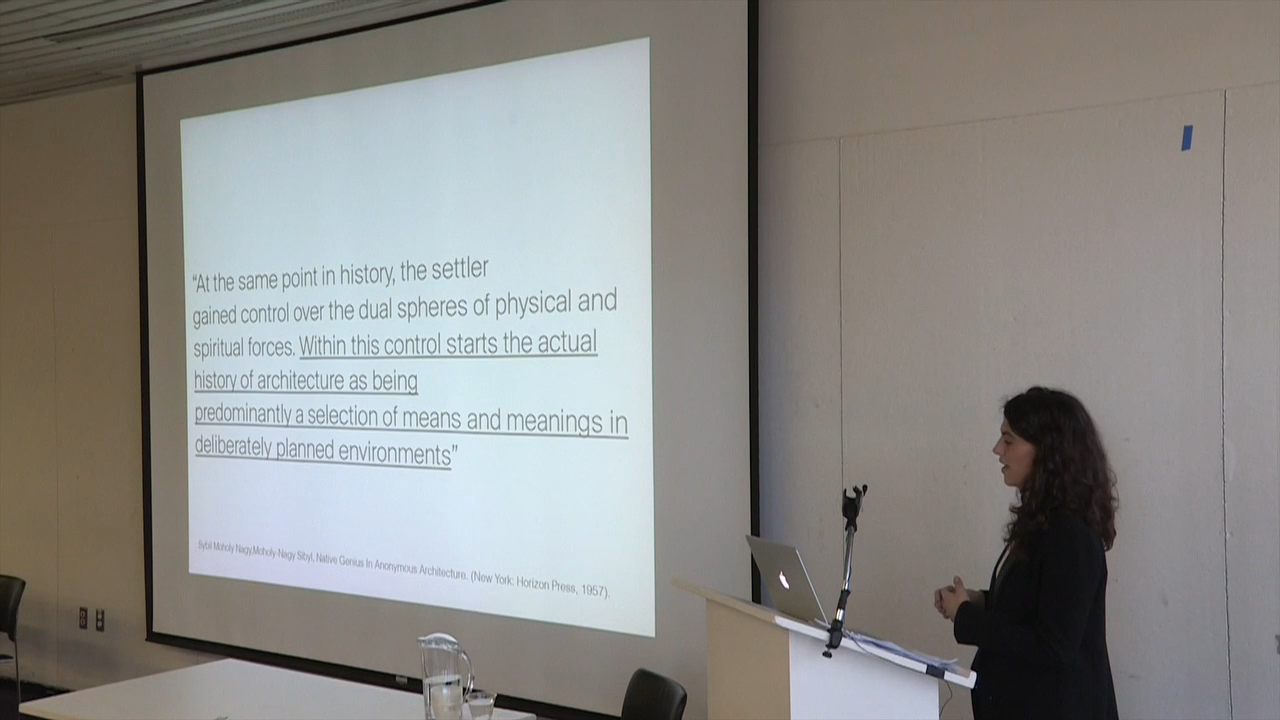 “At the same point in history, the settler
gained control over the dual spheres of physical and
spiritual forces. Within this control starts the actual
history of architecture as being
predominantly a selection of means and meanings in
deliberately planned environments”
Sybil Moholy Nagy,Moholy-Nagy Sibyl, Native Genius In Anonymous Architecture. (New York: Horizon Press, 1957).